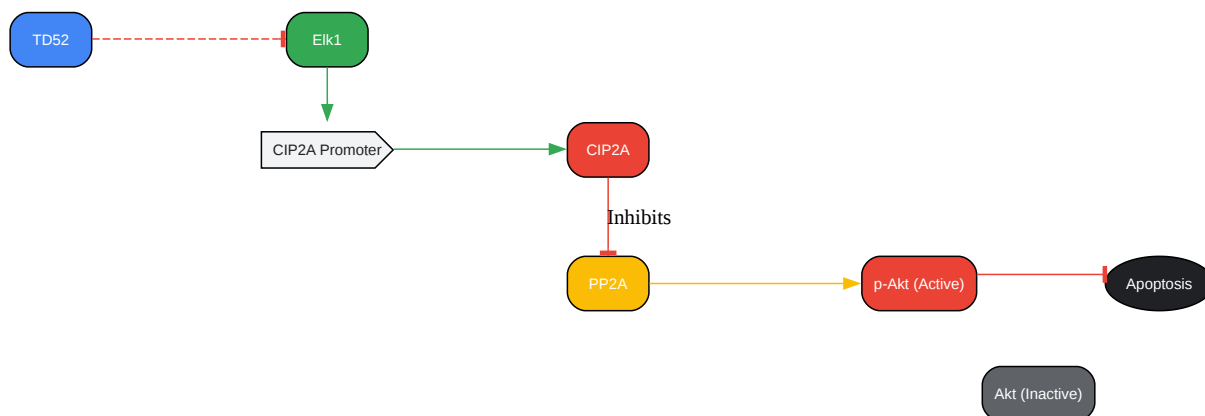 TD52
Elk1
CIP2A Promoter
CIP2A
Inhibits
PP2A
p-Akt (Active)
Apoptosis
Akt (Inactive)